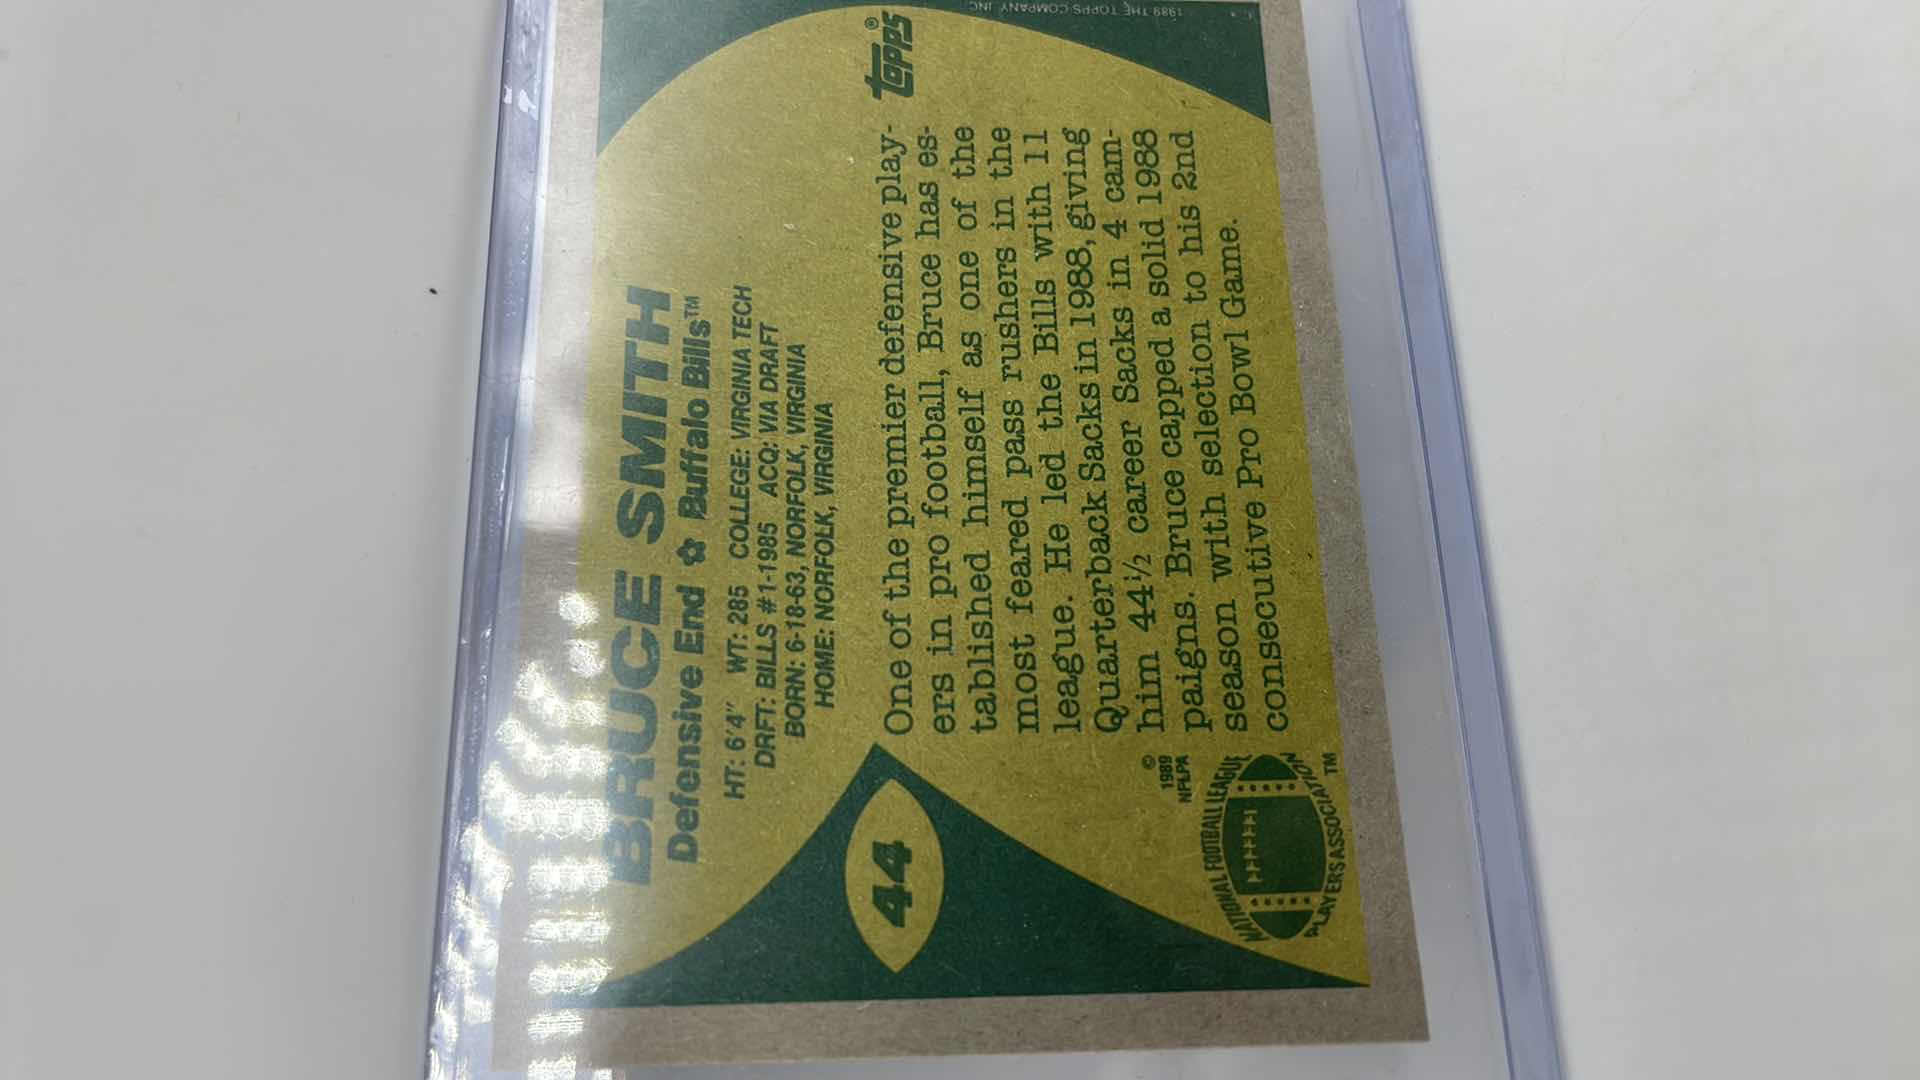 BRUCE SMITH
Defensive End ✿ Buffalo Bills™
HT: 6'4" WT: 285 COLLEGE: VIRGINIA TECH
DRFT: BILLS #1-1985 ACQ: VIA DRAFT
BORN: 6-18-63, NORFOLK, VIRGINIA
HOME: NORFOLK, VIRGINIA
44
One of the premier defensive play-
ers in pro football, Bruce has es-
tablished himself as one of the
most feared pass rushers in the
league. He led the Bills with 11
Quarterback Sacks in 1988, giving
him 44½ career Sacks in 4 cam-
paigns. Bruce capped a solid 1988
season with selection to his 2nd
consecutive Pro Bowl Game.
topps®
©
1989
NFLPA
NATIONAL FOOTBALL LEAGUE
PLAYERS ASSOCIATION
TM
1989 THE TOPPS COMPANY, INC